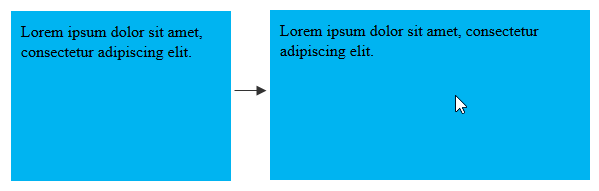 Lorem ipsum dolor sit amet,
consectetur adipiscing elit.
Lorem ipsum dolor sit amet, consectetur
adipiscing elit.